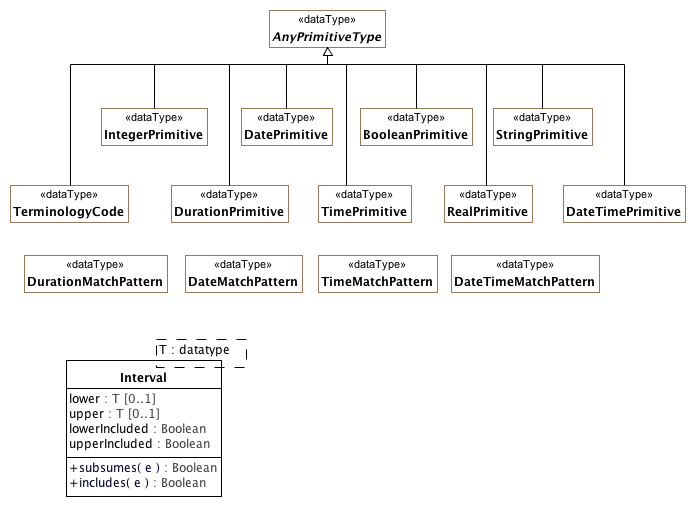 «dataType»
AnyPrimitiveType
«dataType» «dataType» «dataType» «dataType»
IntegerPrimitive DatePrimitive BooleanPrimitive StringPrimitive
«dataType» «dataType» «dataType» «dataType» «dataType»
TerminologyCode DurationPrimitive TimePrimitive RealPrimitive DateTimePrimitive
«dataType» «dataType» «dataType» «dataType»
DurationMatchPattern DateMatchPattern TimeMatchPattern DateTimeMatchPattern
T : datatype
Interval
lower : T [0..1]
upper : T [0..1]
lowerIncluded : Boolean
upperIncluded : Boolean
+subsumes( e ) : Boolean
+includes( e ) : Boolean